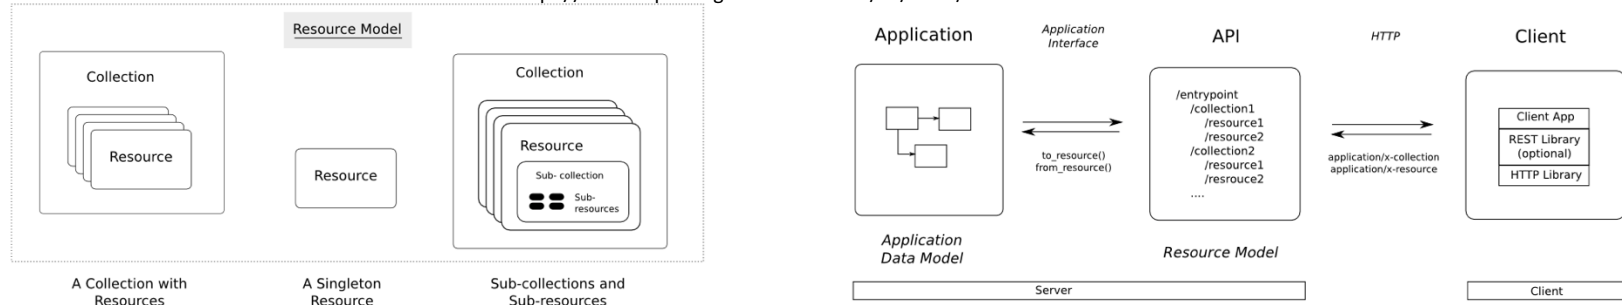 Resource Model
Collection
Resource
Resource
Collection
Resource
Sub- collection
Sub-
resources
A Collection with
Resources
A Singleton
Resource
Sub-collections and
Sub-resources
Application
Application
Interface
API
HTTP
Client
/entrypoint
/collection1
/resource1
/resource2
/collection2
/resource1
/resrouce2
....
to_resource()
from_resource()
application/x-collection
application/x-resource
Client App
REST Library
(optional)
HTTP Library
Application
Data Model
Resource Model
Server
Client